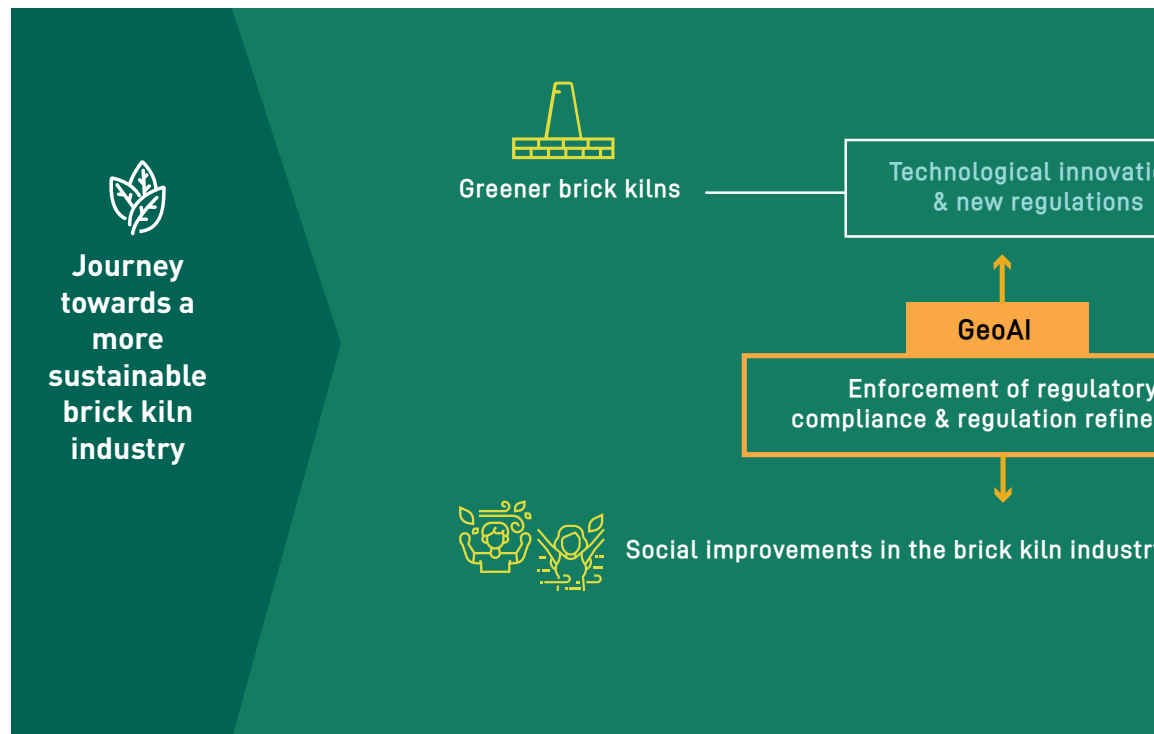 Journey
towards a
more
sustainable
brick kiln
industry
Greener brick kilns
Technological innovati
& new regulations
GeoAI
Enforcement of regulatory
compliance & regulation refine
Social improvements in the brick kiln industr